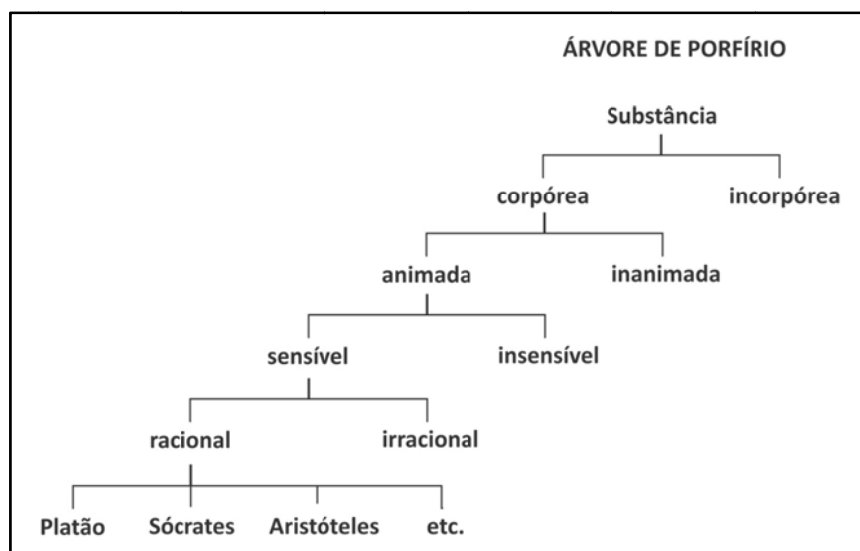 ÁRVORE DE PORFÍRIO
Substância
corpórea incorpórea
animada inanimada
sensível insensível
racional irracional
Platão Sócrates Aristóteles etc.